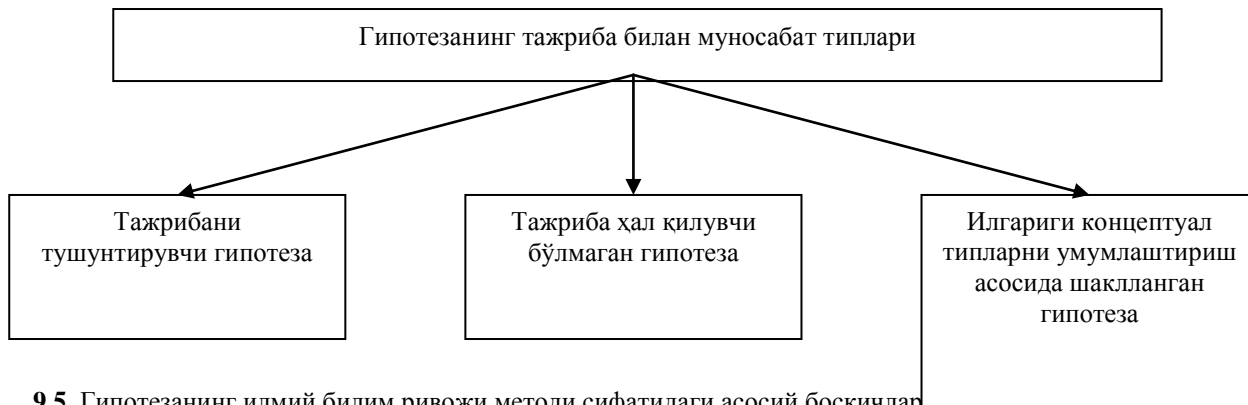 Гипотезанинг тажриба билан муносабат типлари
Тажрибани
тушунтирувчи гипотеза
Тажриба ҳал қилувчи
бўлмаган гипотеза
Илгариги концептуал
типларни умумлаштириш
асосида шаклланган
гипотеза
9.5. Гипотезанинг илмий билим ривожи методи сифатидаги асосий босқичлар